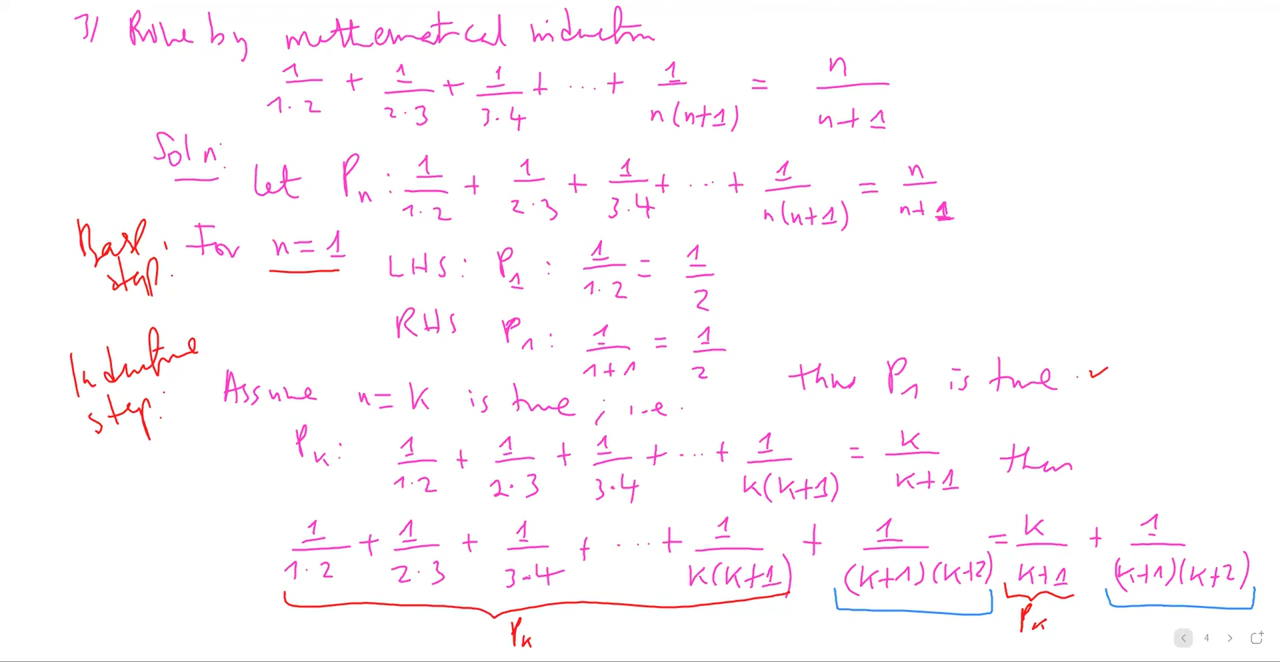 3) Prove by mathematical induction
1/(1·2) + 1/(2·3) + 1/(3·4) + ... + 1/(n(n+1)) = n/(n+1)
Soln:
let Pn: 1/(1·2) + 1/(2·3) + 1/(3·4) + ... + 1/(n(n+1)) = n/(n+1)
Base step:
For n=1
LHS: P1: 1/(1·2) = 1/2
RHS P1: 1/(1+1) = 1/2
thus P1 is true. ✓
Inductive step:
Assume n=k is true; i.e.
Pk: 1/(1·2) + 1/(2·3) + 1/(3·4) + ... + 1/(k(k+1)) = k/(k+1) then
1/(1·2) + 1/(2·3) + 1/(3·4) + ... + 1/(k(k+1)) + 1/((k+1)(k+2)) = k/(k+1) + 1/((k+1)(k+2))
Pk Pk
4